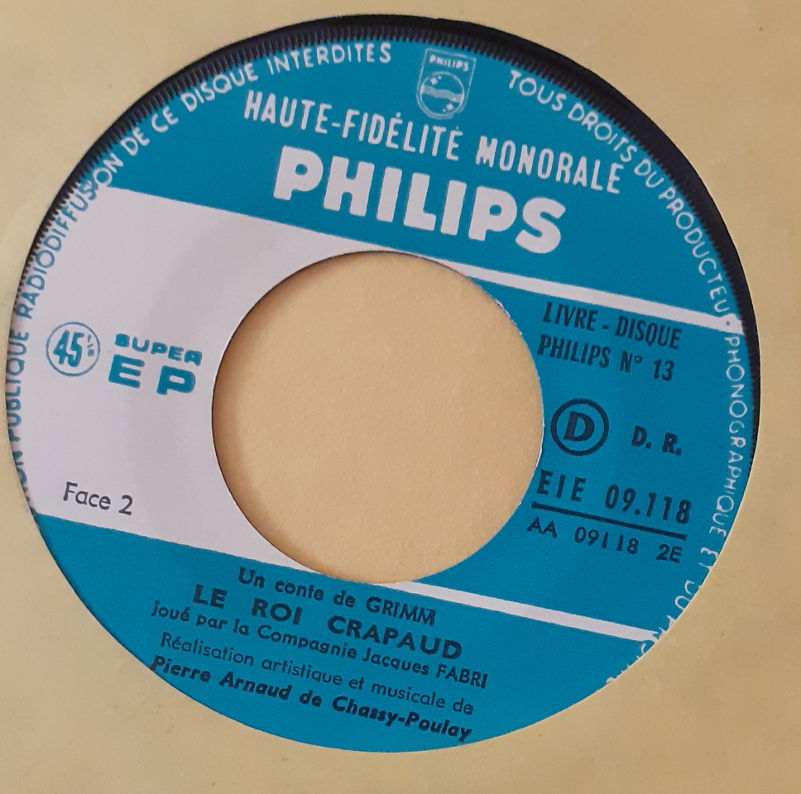 TOUS DROITS DU PRODUCTEUR PHONOGRAPHIQUE ET DU
PUBLIQUE RADIODIFFUSION DE CE DISQUE INTERDITES
PHILIPS
HAUTE-FIDÉLITÉ MONORALE
PHILIPS
LIVRE - DISQUE
PHILIPS N° 13
45
SUPER
EP
D D. R.
EIE 09.118
AA 09118 2E
Face 2
Un conte de GRIMM
LE ROI CRAPAUD
joué par la Compagnie Jacques FABRI
Réalisation artistique et musicale de
Pierre Arnaud de Chassy-Poulay